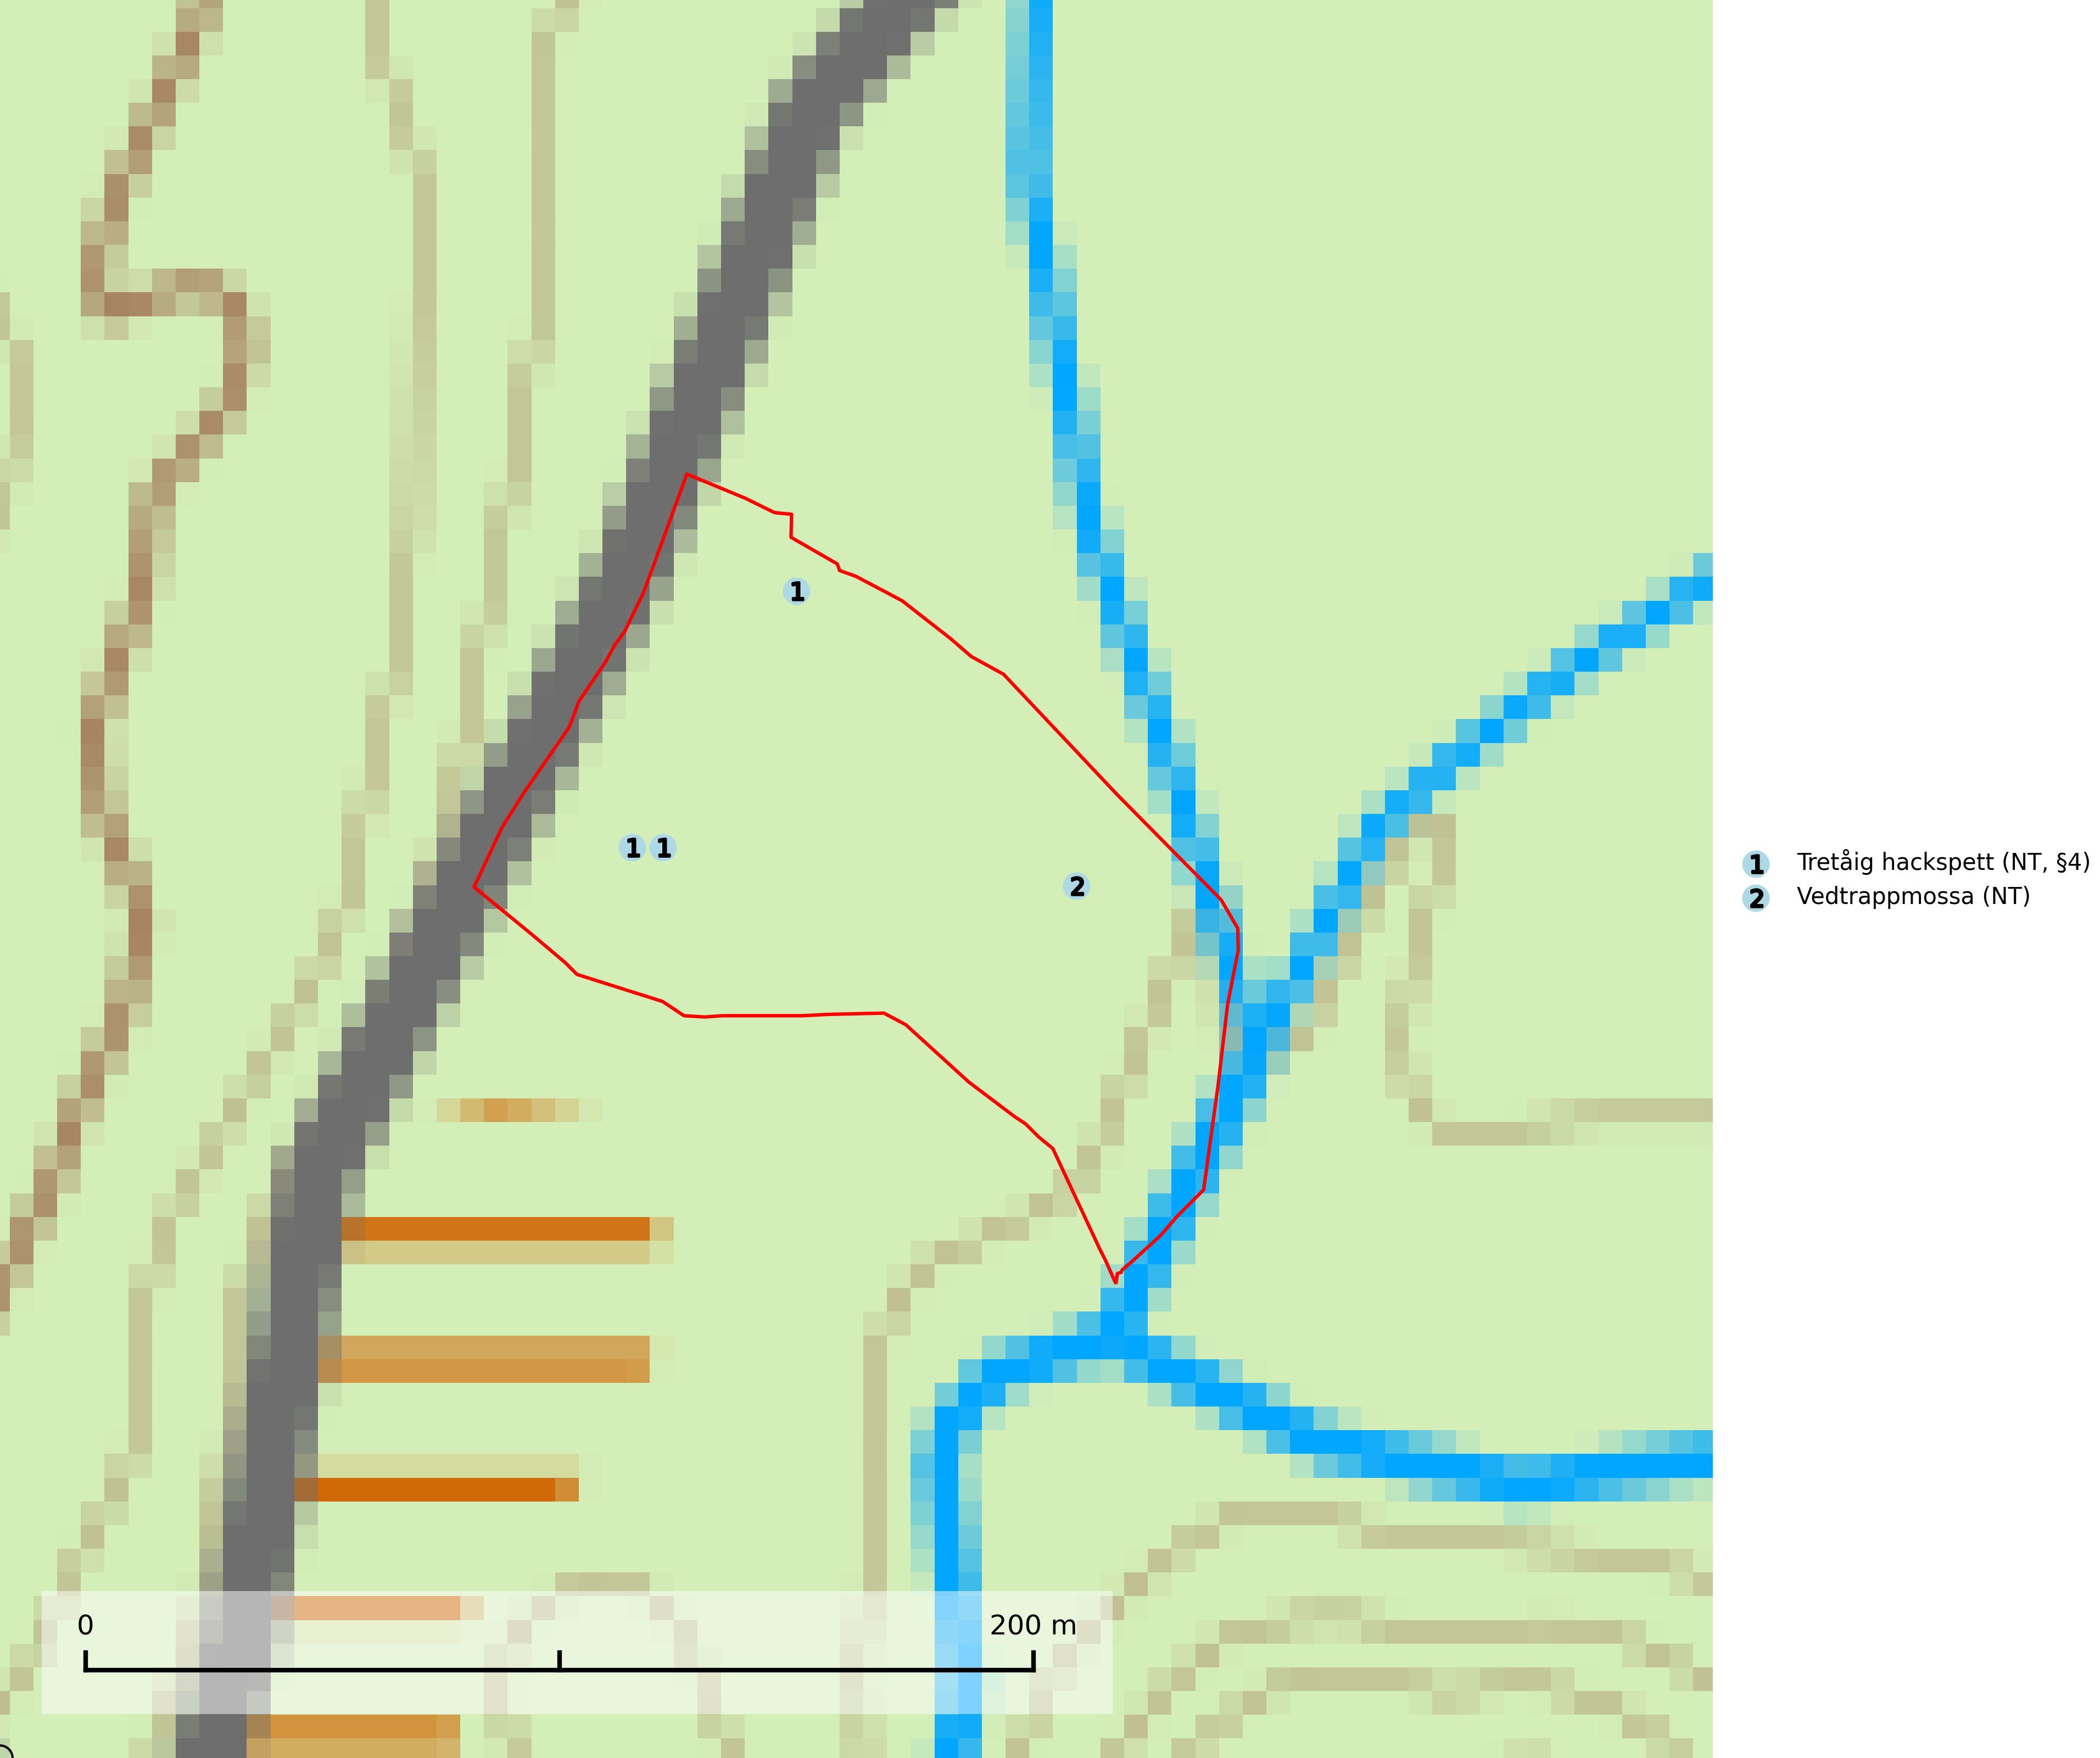 1
1 1
2
1 Tretåig hackspett (NT, §4)
2 Vedtrappmossa (NT)
0 200 m